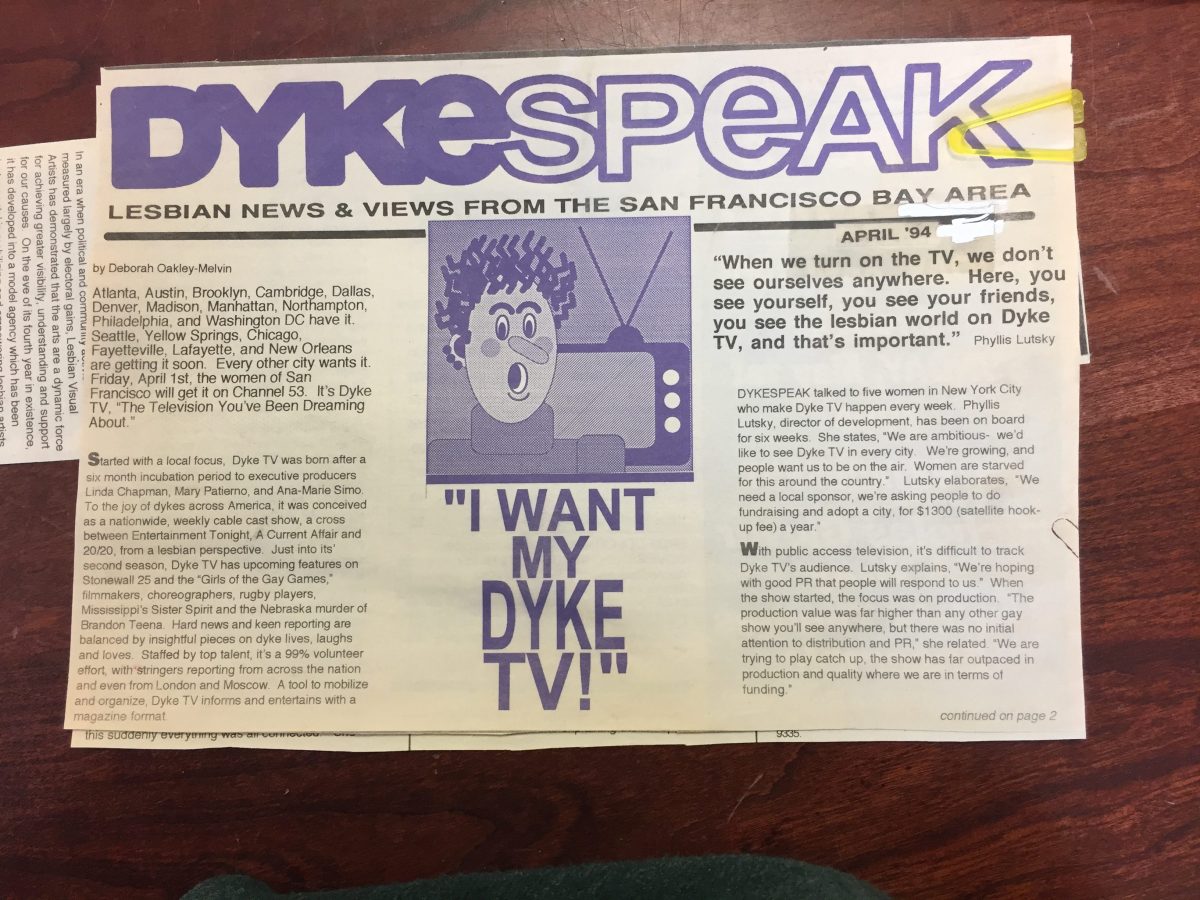 DYKESPEAK
LESBIAN NEWS & VIEWS FROM THE SAN FRANCISCO BAY AREA
APRIL '94
by Deborah Oakley-Melvin
Atlanta, Austin, Brooklyn, Cambridge, Dallas,
Denver, Madison, Manhattan, Northampton,
Philadelphia, and Washington DC have it.
Seattle, Yellow Springs, Chicago,
Fayetteville, Lafayette, and New Orleans
are getting it soon. Every other city wants it.
Friday, April 1st, the women of San
Francisco will get it on Channel 53. It's Dyke
TV, "The Television You've Been Dreaming
About."
Started with a local focus, Dyke TV was born after a
six month incubation period to executive producers
Linda Chapman, Mary Patierno, and Ana-Marie Simo.
To the joy of dykes across America, it was conceived
as a nationwide, weekly cable cast show, a cross
between Entertainment Tonight, A Current Affair and
20/20, from a lesbian perspective. Just into its'
second season, Dyke TV has upcoming features on
Stonewall 25 and the "Girls of the Gay Games,"
filmmakers, choreographers, rugby players,
Mississippi's Sister Spirit and the Nebraska murder of
Brandon Teena. Hard news and keen reporting are
balanced by insightful pieces on dyke lives, laughs
and loves. Staffed by top talent, it's a 99% volunteer
effort, with stringers reporting from across the nation
and even from London and Moscow. A tool to mobilize
and organize, Dyke TV informs and entertains with a
magazine format
"I WANT
MY
DYKE
TV!"
"When we turn on the TV, we don't
see ourselves anywhere. Here, you
see yourself, you see your friends,
you see the lesbian world on Dyke
TV, and that's important." Phyllis Lutsky
DYKESPEAK talked to five women in New York City
who make Dyke TV happen every week. Phyllis
Lutsky, director of development, has been on board
for six weeks. She states, "We are ambitious- we'd
like to see Dyke TV in every city. We're growing, and
people want us to be on the air. Women are starved
for this around the country." Lutsky elaborates, "We
need a local sponsor, we're asking people to do
fundraising and adopt a city, for $1300 (satellite hook-
up fee) a year."
With public access television, it's difficult to track
Dyke TV's audience. Lutsky explains, "We're hoping
with good PR that people will respond to us." When
the show started, the focus was on production. "The
production value was far higher than any other gay
show you'll see anywhere, but there was no initial
attention to distribution and PR," she related. "We are
trying to play catch up, the show has far outpaced in
production and quality where we are in terms of
funding."
continued on page 2
In an era when political and community
measured largely by electoral gains, Lesbian Visual
Artists has demonstrated that the arts are a dynamic force
for achieving greater visibility, understanding and support
for our causes. On the eve of its fourth year in existence,
it has developed into a model agency which has been
lesbian artists
this suddenly everything was all connected.
9335.